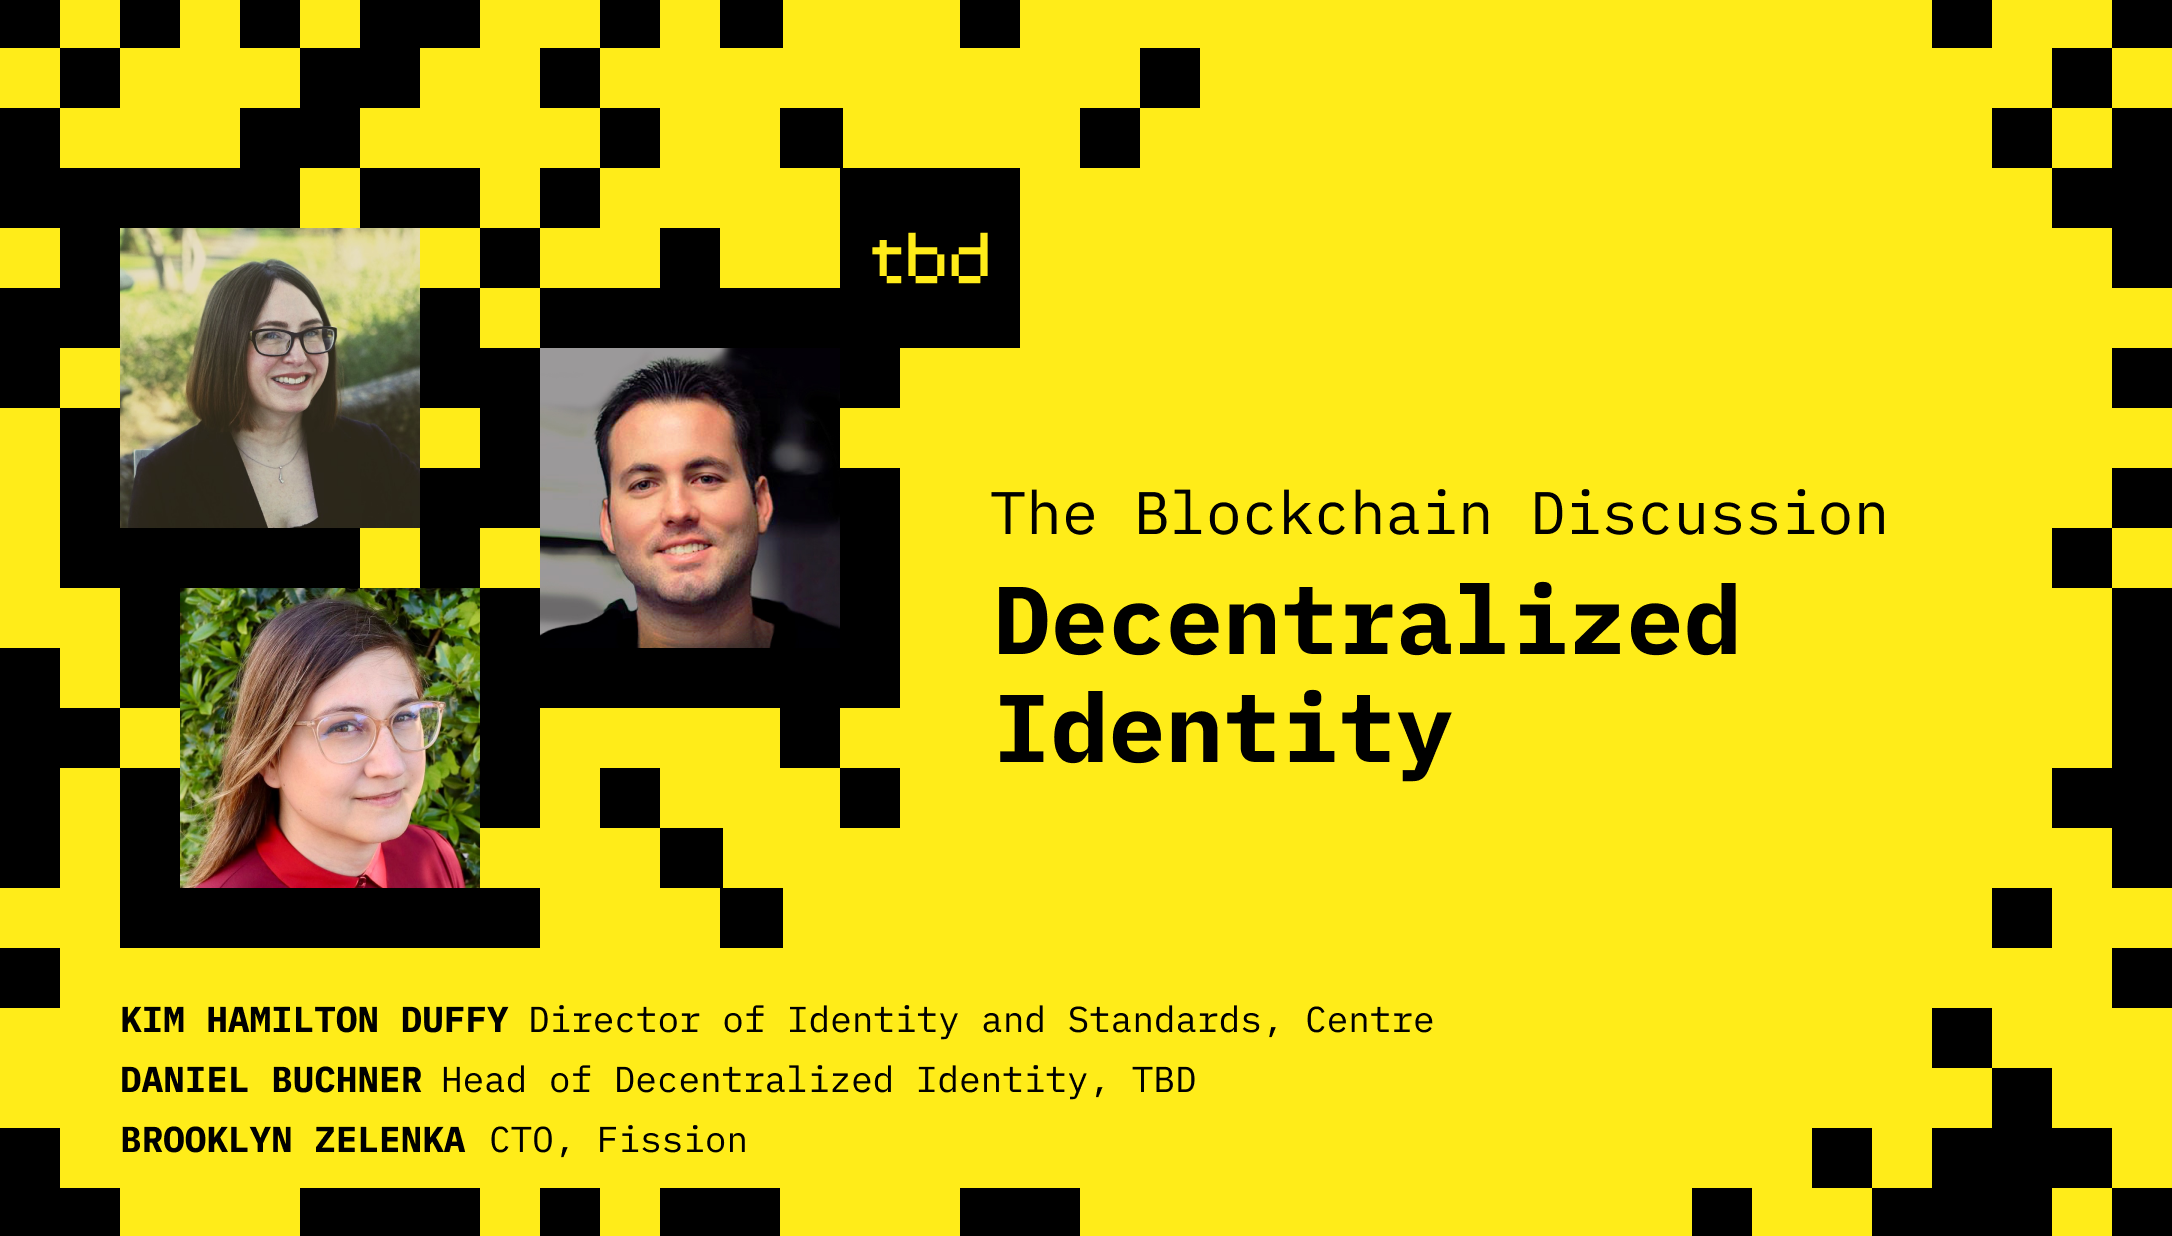 tbd
The Blockchain Discussion
Decentralized
Identity
KIM HAMILTON DUFFY Director of Identity and Standards, Centre
DANIEL BUCHNER Head of Decentralized Identity, TBD
BROOKLYN ZELENKA CTO, Fission